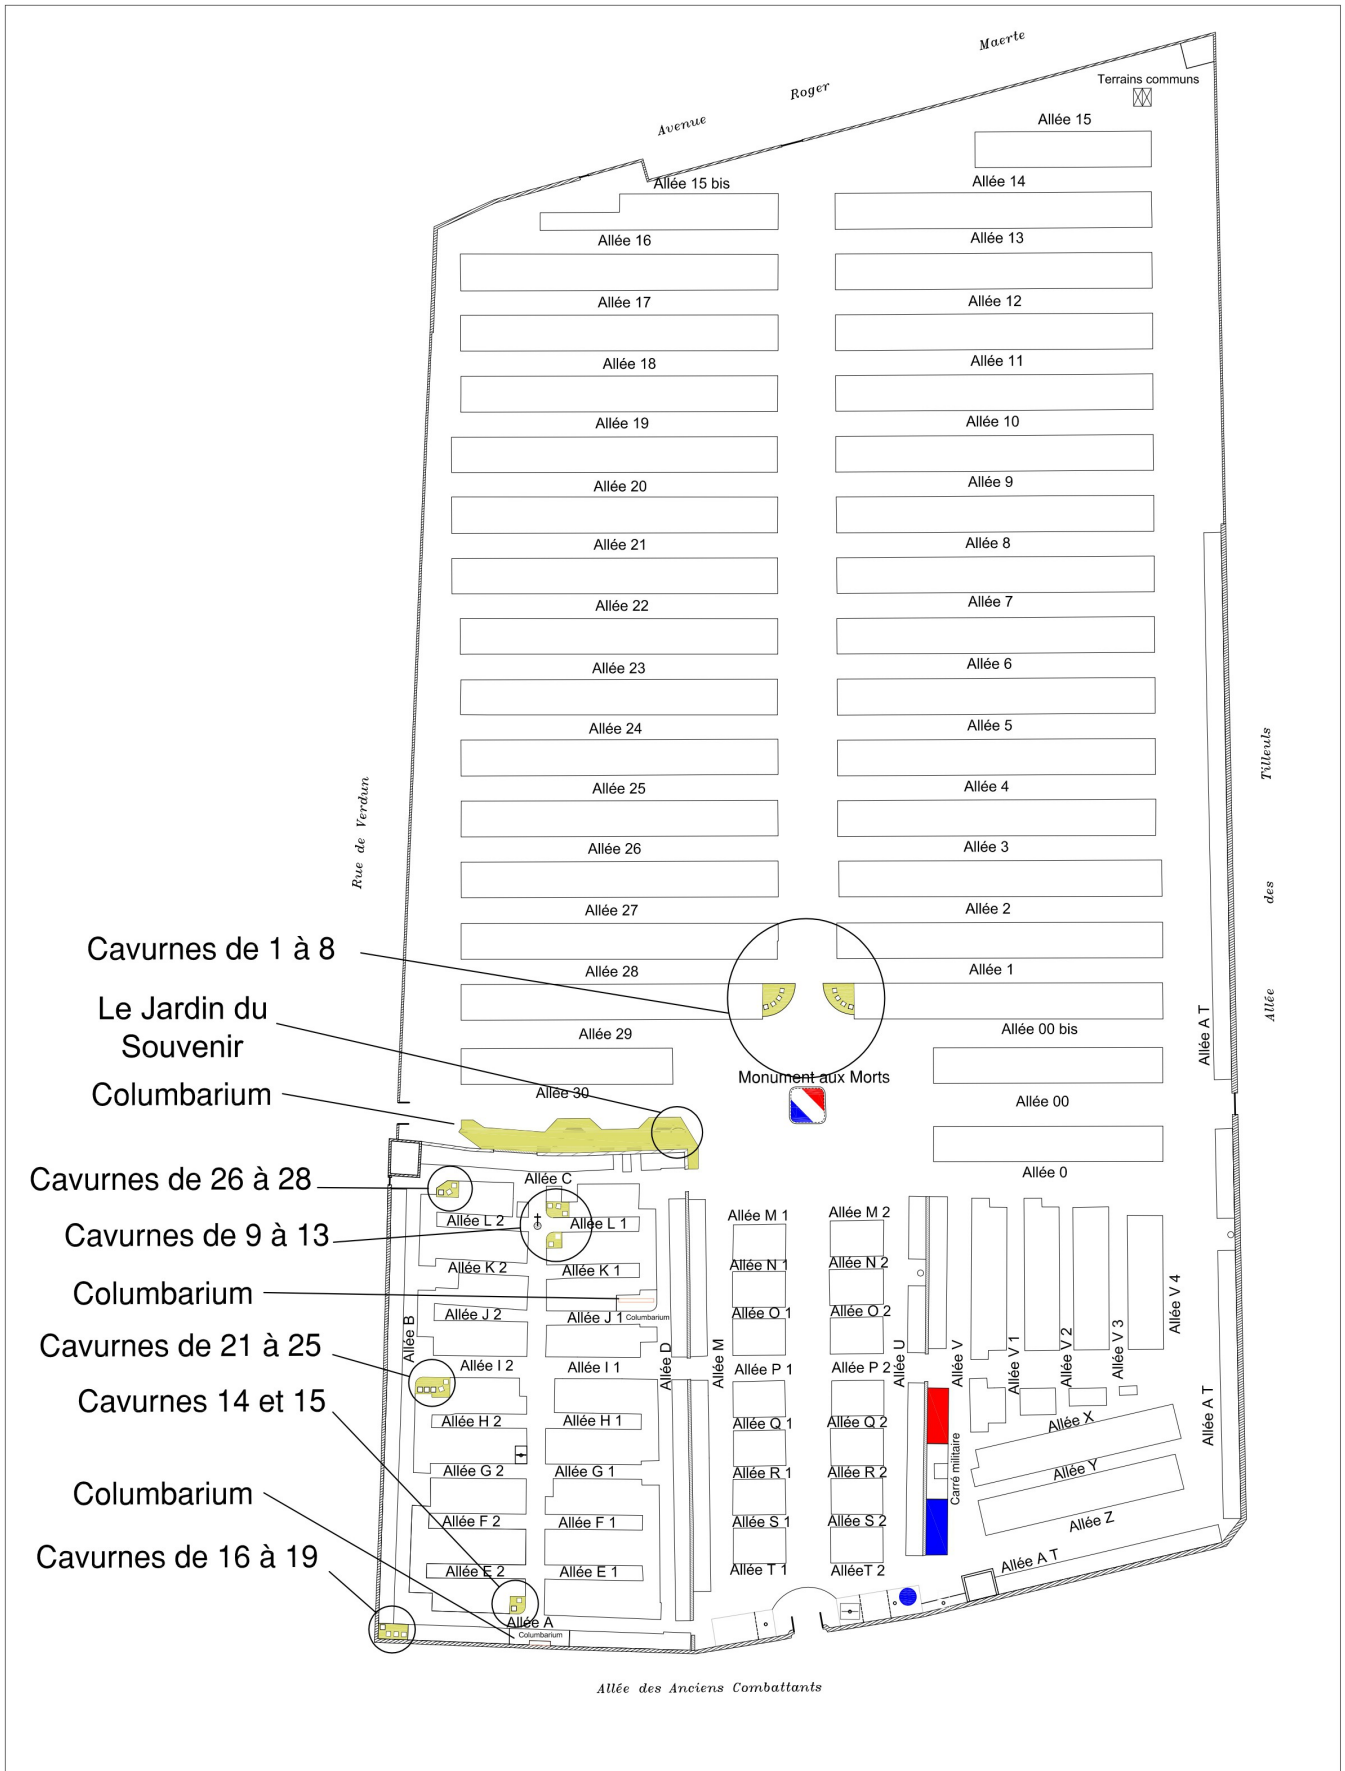 Maerte
Roger
Avenue
Terrains communs
Allée 15
Allée 15 bis
Allée 14
Allée 16
Allée 13
Allée 17
Allée 12
Allée 18
Allée 11
Allée 19
Allée 10
Allée 20
Allée 9
Allée 21
Allée 8
Allée 22
Allée 7
Allée 23
Allée 6
Allée 24
Allée 5
Allée 25
Allée 4
Allée 26
Allée 3
Allée 27
Allée 2
Allée 28
Allée 1
Allée 29
Allée 00 bis
Allée 30
Allée 00
Allée 0
Rue de Verdun
Tilleuls
des
Allée
Allée A T
Monument aux Morts
Cavurnes de 1 à 8
Le Jardin du
Souvenir
Columbarium
Cavurnes de 26 à 28
Cavurnes de 9 à 13
Columbarium
Cavurnes de 21 à 25
Cavurnes 14 et 15
Columbarium
Cavurnes de 16 à 19
Allée C
Allée L 2
Allée L 1
Allée K 2
Allée K 1
Allée J 2
Allée J 1
Columbarium
Allée B
Allée I 2
Allée I 1
Allée H 2
Allée H 1
Allée G 2
Allée G 1
Allée F 2
Allée F 1
Allée E 2
Allée E 1
Allée A
Columbarium
Allée D
Allée M
Allée M 1
Allée M 2
Allée N 1
Allée N 2
Allée O 1
Allée O 2
Allée P 1
Allée P 2
Allée Q 1
Allée Q 2
Allée R 1
Allée R 2
Allée S 1
Allée S 2
Allée T 1
AlléeT 2
Allée U
Allée V
Allée V 1
Allée V 2
Allée V 3
Allée V 4
Carré militaire
Allée X
Allée Y
Allée Z
Allée A T
Allée A T
Allée des Anciens Combattants